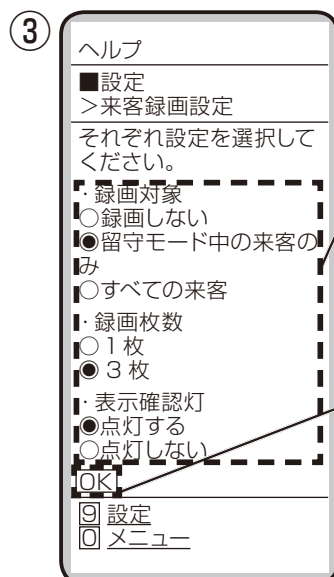 ③
ヘルプ
■設定
>来客録画設定
それぞれ設定を選択して
ください。
・録画対象
○録画しない
◉留守モード中の来客の
み
○すべての来客
・録画枚数
○1枚
◉3枚
・表示確認灯
◉点灯する
○点灯しない
OK
9 設定
0 メニュー